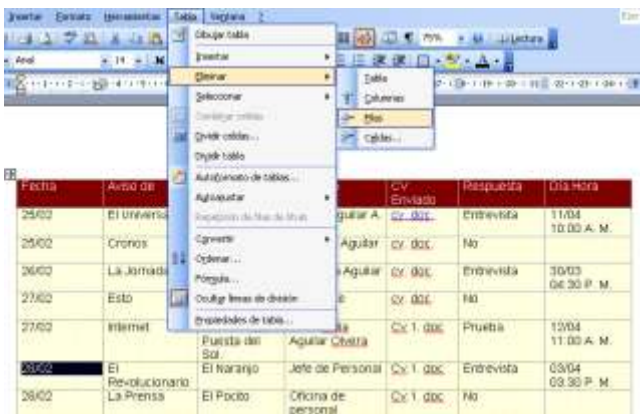 Insertar Formato Herramientas Tabla Ventana ?
Dibujar tabla
75%
Lectura
Arial
14
N
Insertar
Eliminar
Tabla
Seleccionar
Columnas
Combinar celdas
Filas
Dividir celdas...
Celdas...
Dividir tabla
Autoformato de tablas...
Autoajustar
Repetición de filas de título
Convertir
Ordenar...
Fórmula...
Ocultar líneas de división
Propiedades de tabla...
Fecha Aviso de CV Enviado Respuesta Día/Hora
25/02 El Universal Aguilar A. cv. doc. Entrevista 11/04 10:00 A. M.
25/02 Cronos Aguilar cv. doc. No
26/02 La Jornada Aguilar cv. doc. Entrevista 30/03 04:30 P. M.
27/02 Esto cv. doc. No
27/02 Internet Puesta del Sol Aguilar Olvera Cv. 1. doc Prueba 12/04 11:00 A. M.
28/02 El Revolucionario El Naranjo Jefe de Personal Cv. 1. doc Entrevista 03/04 03:30 P. M.
28/02 La Prensa El Pocito Oficina de personal Cv. 1. doc No